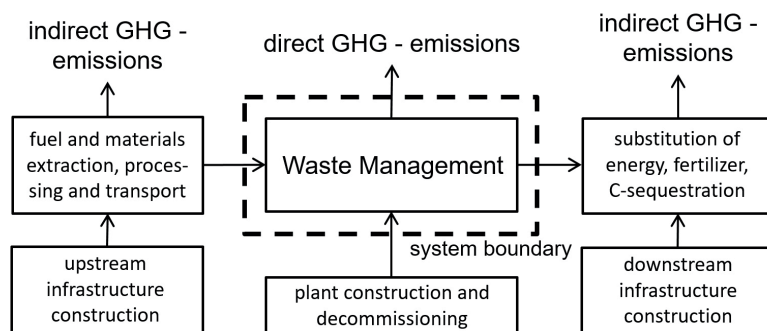 indirect GHG -
emissions
direct GHG - emissions
indirect GHG -
emissions
fuel and materials
extraction, proces-
sing and transport
Waste Management
substitution of
energy, fertilizer,
C-sequestration
system boundary
upstream
infrastructure
construction
plant construction and
decommissioning
downstream
infrastructure
construction